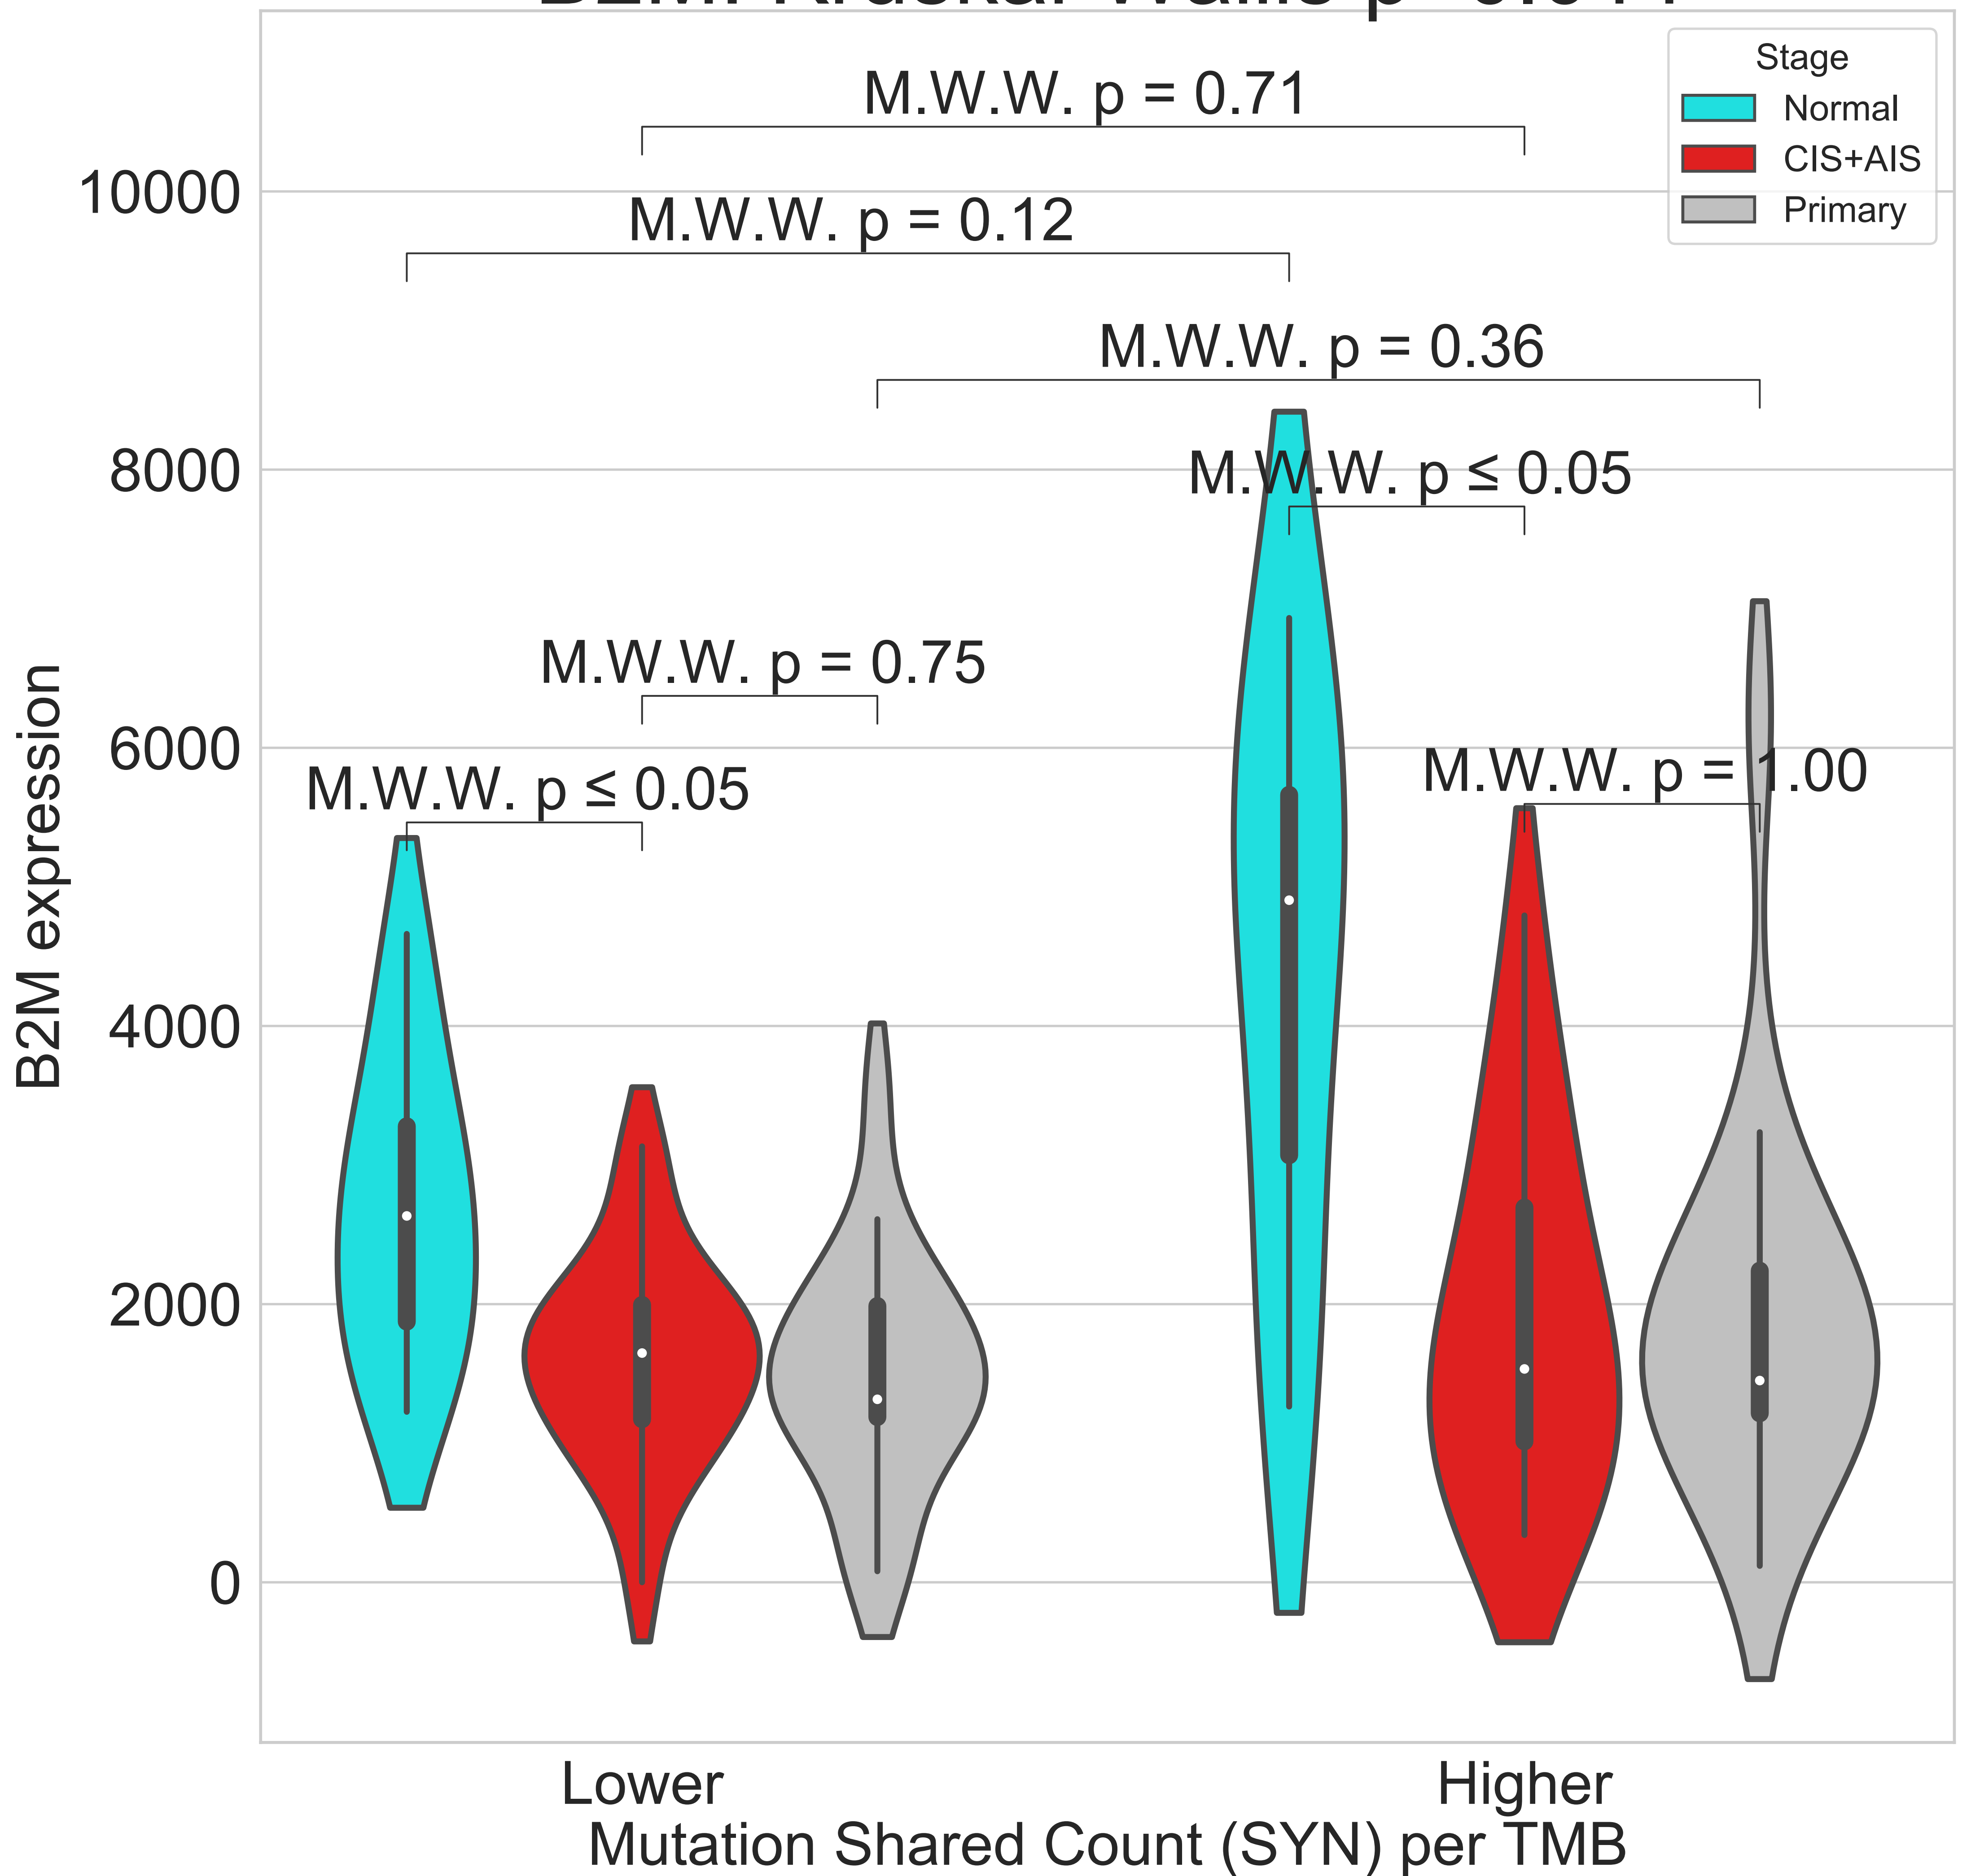 Stage
Normal
CIS+AIS
Primary
M.W.W. p = 0.71
M.W.W. p = 0.12
M.W.W. p = 0.36
M.W.W. p ≤ 0.05
M.W.W. p = 0.75
M.W.W. p = 1.00
M.W.W. p ≤ 0.05
10000
8000
6000
4000
2000
0
B2M expression
Lower
Higher
Mutation Shared Count (SYN) per TMB